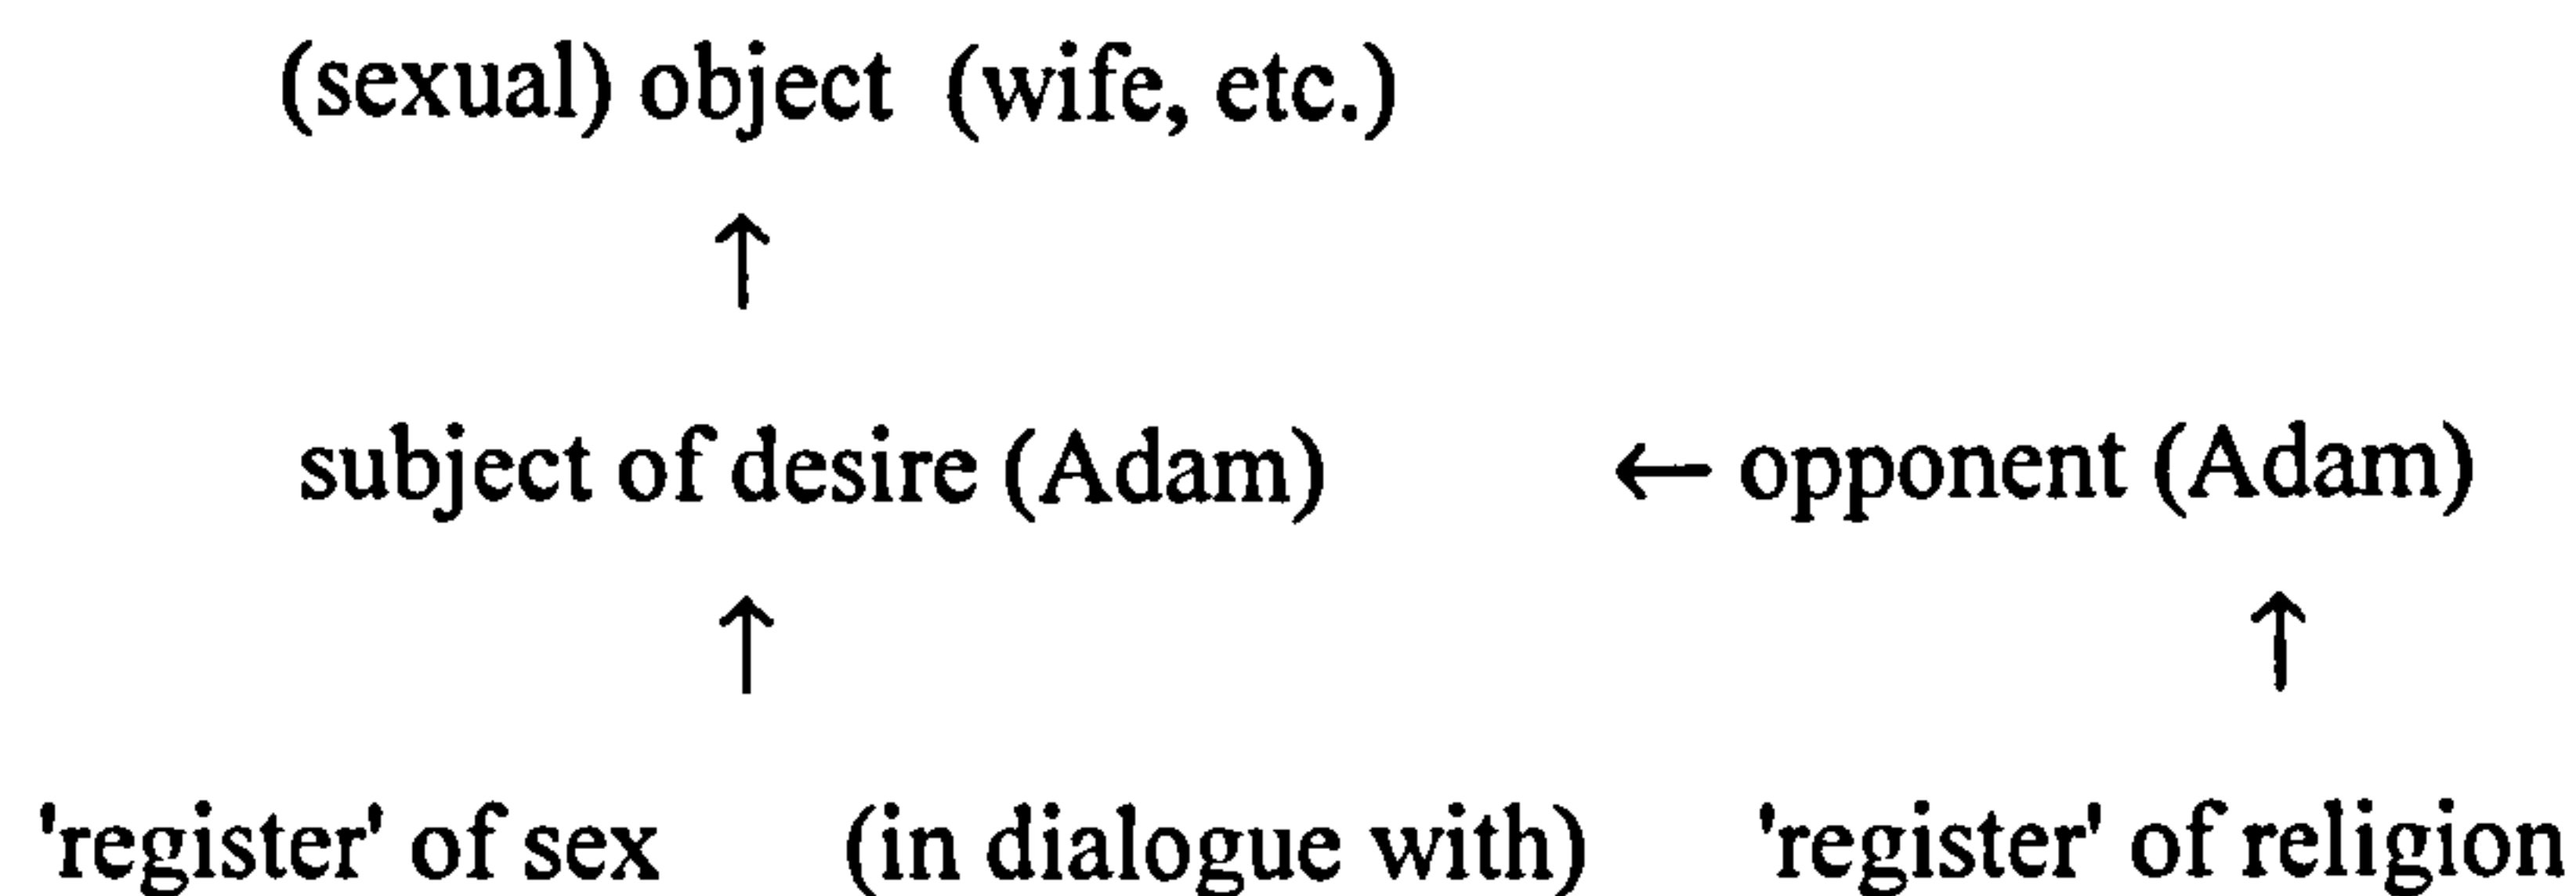 (sexual) object (wife, etc.)
↑
subject of desire (Adam) ← opponent (Adam)
↑ ↑
'register' of sex (in dialogue with) 'register' of religion